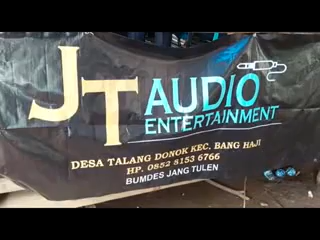 JT AUDIO
ENTERTAINMENT
DESA TALANG DONOK KEC. BANG HAJI
HP. 0852 8153 6766
BUMDES JANG TULEN